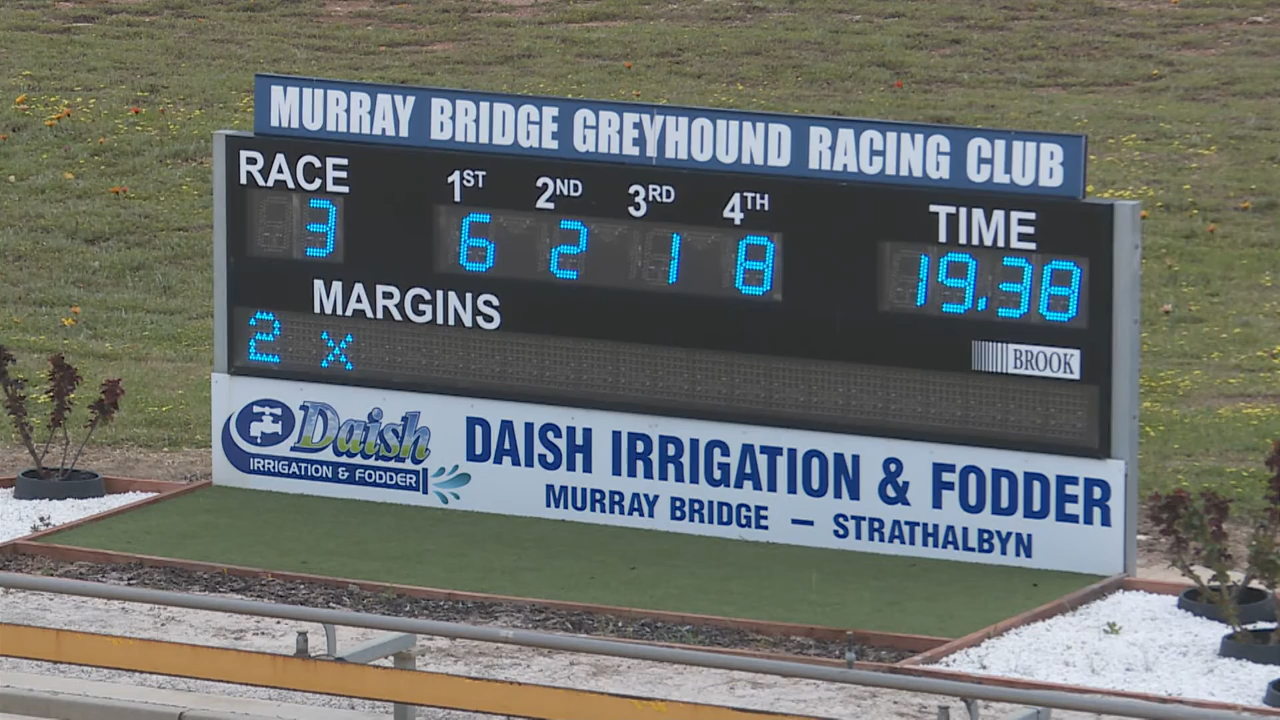 MURRAY BRIDGE GREYHOUND RACING CLUB
RACE 1ST 2ND 3RD 4TH TIME
3 6 2 1 8 19.38
MARGINS
2 x
BROOK
Daish
IRRIGATION & FODDER
DAISH IRRIGATION & FODDER
MURRAY BRIDGE – STRATHALBYN